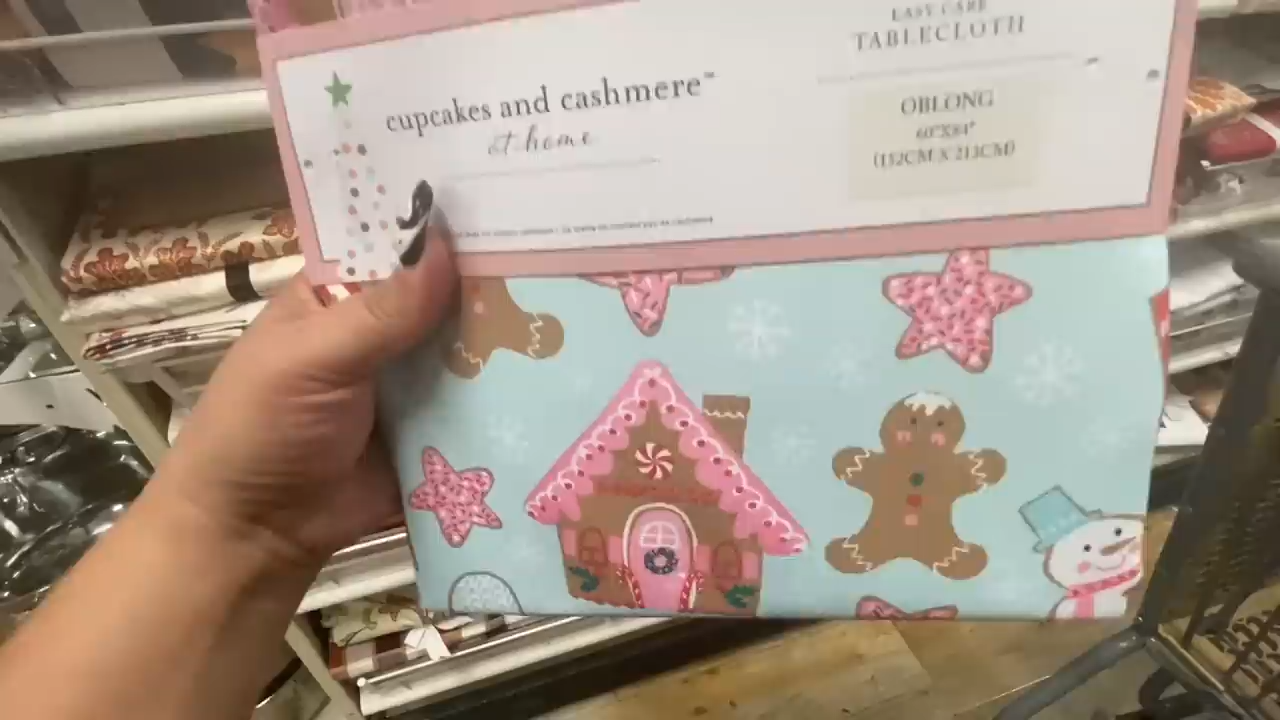 cupcakes and cashmere™
at home
EASY CARE
TABLECLOTH
OBLONG
60"X84"
(152CM X 213CM)